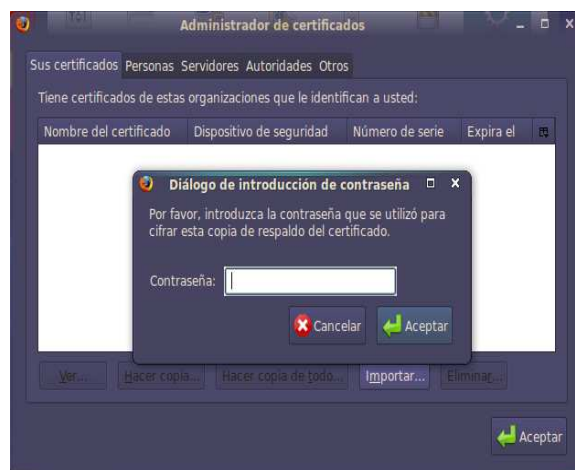 Administrador de certificados
Sus certificados Personas Servidores Autoridades Otros
Tiene certificados de estas organizaciones que le identifican a usted:
Nombre del certificado Dispositivo de seguridad Número de serie Expira el
Diálogo de introducción de contraseña
Por favor, introduzca la contraseña que se utilizó para
cifrar esta copia de respaldo del certificado.
Contraseña:
Cancelar Aceptar
Ver... Hacer copia... Hacer copia de todo... Importar... Eliminar...
Aceptar